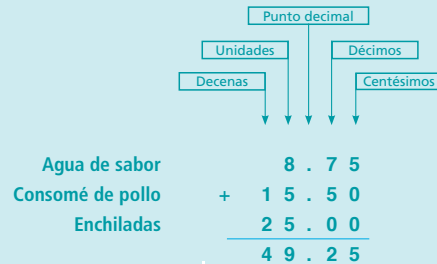 Punto decimal
Unidades Décimos
Decenas Centésimos
Agua de sabor 8 . 7 5
Consomé de pollo + 1 5 . 5 0
Enchiladas 2 5 . 0 0
4 9 . 2 5